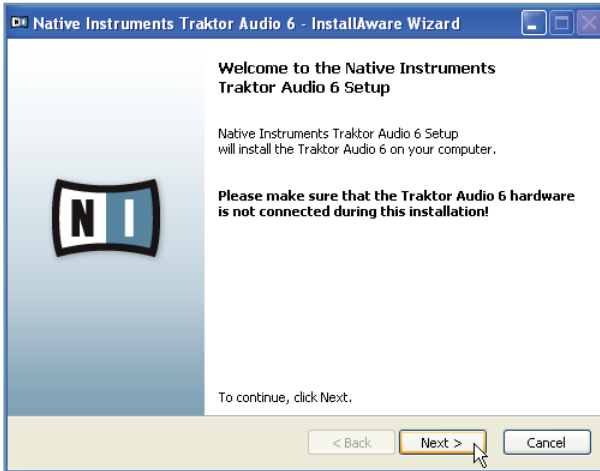 Native Instruments Traktor Audio 6 - InstallAware Wizard
Welcome to the Native Instruments
Traktor Audio 6 Setup
Native Instruments Traktor Audio 6 Setup
will install the Traktor Audio 6 on your computer.
Please make sure that the Traktor Audio 6 hardware
is not connected during this installation!
N I
To continue, click Next.
< Back Next > Cancel